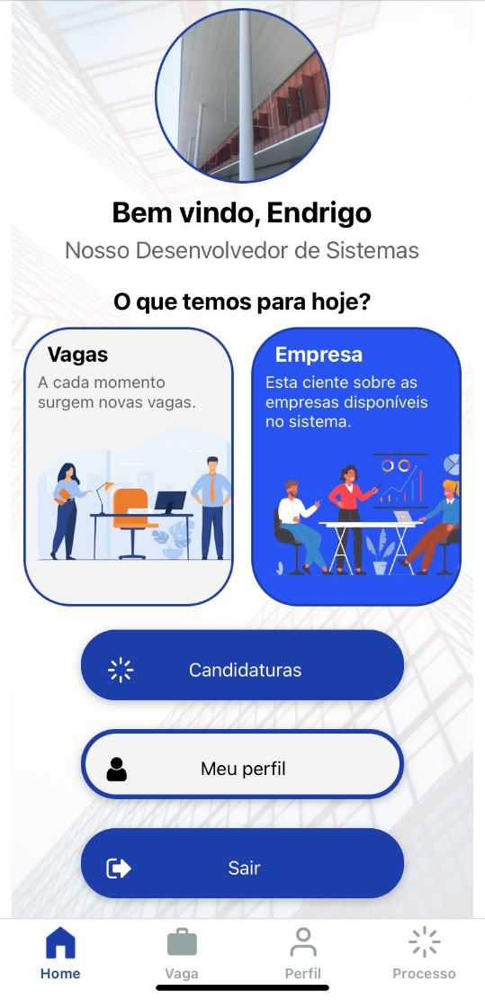 Bem vindo, Endrigo
Nosso Desenvolvedor de Sistemas
O que temos para hoje?
Vagas
A cada momento
surgem novas vagas.
VACANT
Empresa
Esta ciente sobre as
empresas disponíveis
no sistema.
Candidaturas
Meu perfil
Sair
Home
Vaga
Perfil
Processo